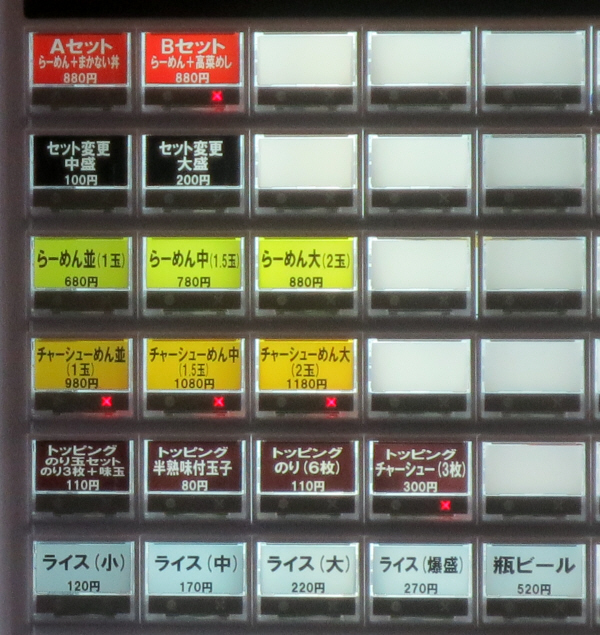 Aセット
らーめん+まかない丼
880円
Bセット
らーめん+高菜めし
880円
セット変更
中盛
100円
セット変更
大盛
200円
らーめん並(1玉)
680円
らーめん中(1.5玉)
780円
らーめん大(2玉)
880円
チャーシューめん並
(1玉)
980円
チャーシューめん中
(1.5玉)
1080円
チャーシューめん大
(2玉)
1180円
トッピング
のり玉セット
のり3枚+味玉
110円
トッピング
半熟味付玉子
80円
トッピング
のり(6枚)
110円
トッピング
チャーシュー(3枚)
300円
ライス(小)
120円
ライス(中)
170円
ライス(大)
220円
ライス(爆盛)
270円
瓶ビール
520円